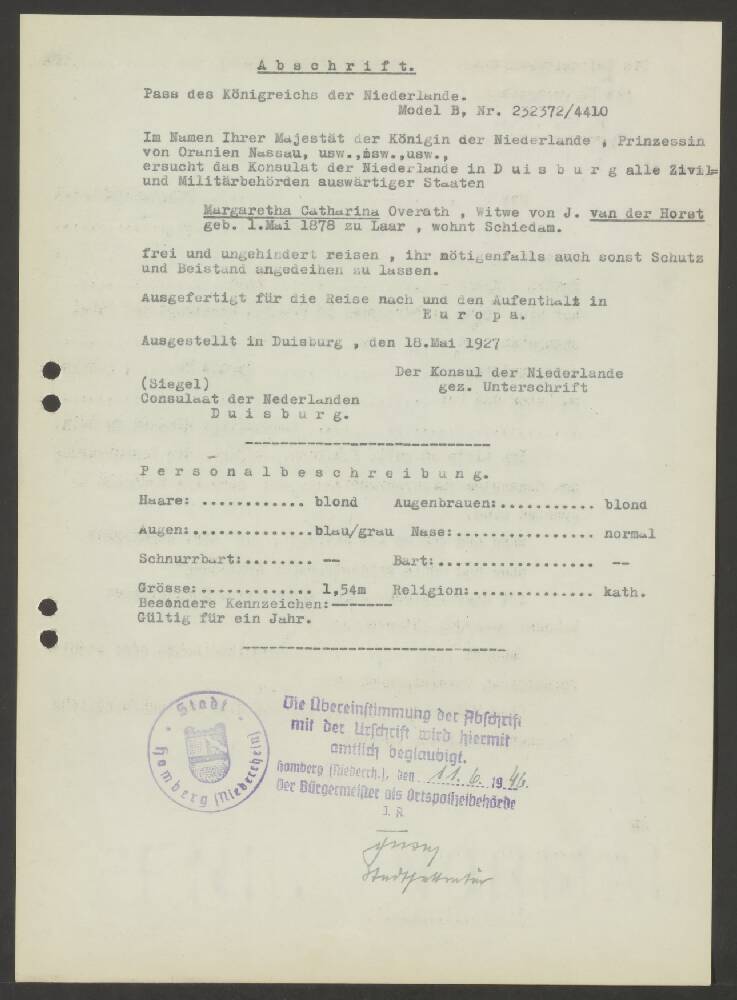 Abschrift.
Pass des Königreichs der Niederlande.
Model B, Nr. 232372/4410
Im Namen Ihrer Majestät der Königin der Niederlande , Prinzessin
von Oranien Nassau, usw.,usw.,usw.,
ersucht das Konsulat der Niederlande in D u i s b u r g alle Zivil=
und Militärbehörden auswärtiger Staaten
Margaretha Catharina Overath , Witwe von J. van der Horst
geb. 1.Mai 1878 zu Laar , wohnt Schiedam.
frei und ungehindert reisen , ihr nötigenfalls auch sonst Schutz
und Beistand angedeihen zu lassen.
Ausgefertigt für die Reise nach und den Aufenthalt in
E u r o p a.
Ausgestellt in Duisburg , den 18.Mai 1927
Der Konsul der Niederlande
(Siegel) gez. Unterschrift
Consulaat der Nederlanden
D u i s b u r g.
P e r s o n a l b e s c h r e i b u n g.
Haare: ............ blond Augenbrauen:........... blond
Augen:..............blau/grau Nase:................ normal
Schnurrbart:........ -- Bart:.................. --
Grösse:............. 1,54m Religion:.............. kath.
Besondere Kennzeichen:-------
Gültig für ein Jahr.
Stadt
Homberg (Niederrhein)
Die Übereinstimmung der Abschrift
mit der Urschrift wird hiermit
amtlich beglaubigt.
Homberg (Niederrh.), den 11. 6. 1946.
Der Bürgermeister als Ortspolizeibehörde
J. A.
Stadtsekretär